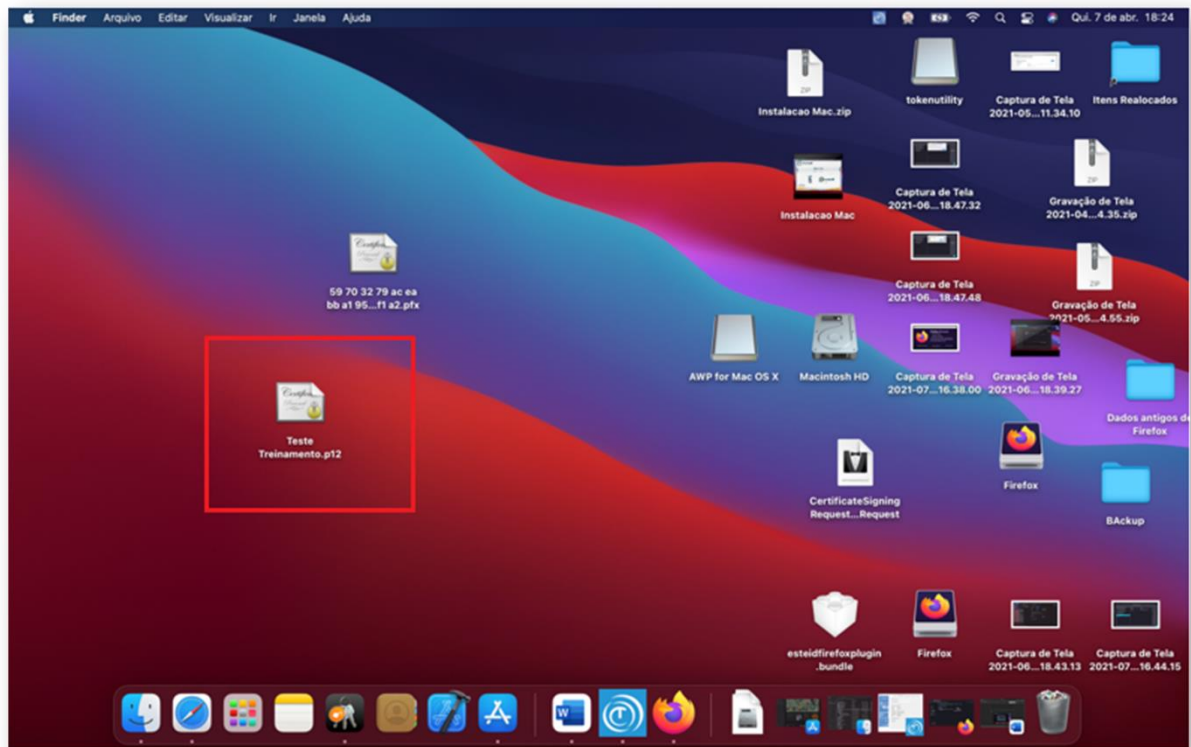 Finder Arquivo Editar Visualizar Ir Janela Ajuda
Qui. 7 de abr. 18:24
ZIP
Instalacao Mac.zip
tokenutility
Captura de Tela
2021-05...11.34.10
Itens Realocados
Instalacao Mac
Captura de Tela
2021-06...18.47.32
ZIP
Gravação de Tela
2021-04...4.35.zip
59 70 32 79 ac ea
bb a1 95...f1 a2.pfx
Captura de Tela
2021-06...18.47.48
ZIP
Gravação de Tela
2021-05...4.55.zip
AWP for Mac OS X
Macintosh HD
Captura de Tela
2021-07...16.38.00
Gravação de Tela
2021-06...18.39.27
Dados antigos de
Firefox
Teste
Treinamento.p12
CertificateSigning
Request...Request
Firefox
BAckup
esteidfirefoxplugin
.bundle
Firefox
Captura de Tela
2021-06...18.43.13
Captura de Tela
2021-07...16.44.15